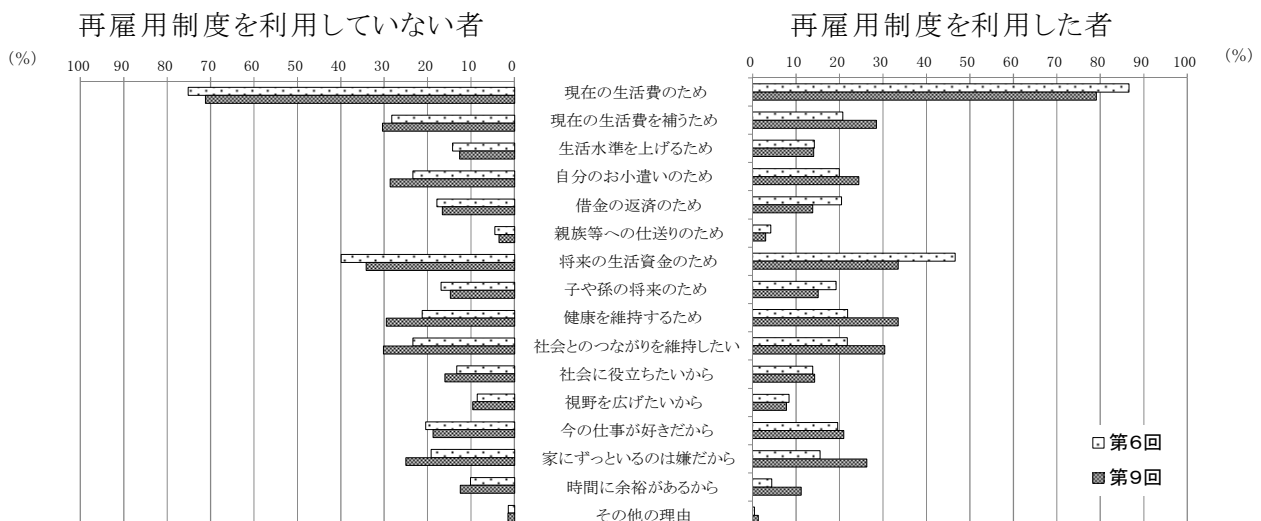 再雇用制度を利用していない者
再雇用制度を利用した者
(%)
100 90 80 70 60 50 40 30 20 10 0
0 10 20 30 40 50 60 70 80 90 100
(%)
現在の生活費のため
現在の生活費を補うため
生活水準を上げるため
自分のお小遣いのため
借金の返済のため
親族等への仕送りのため
将来の生活資金のため
子や孫の将来のため
健康を維持するため
社会とのつながりを維持したい
社会に役立ちたいから
視野を広げたいから
今の仕事が好きだから
家にずっといるのは嫌だから
時間に余裕があるから
その他の理由
第6回
第9回